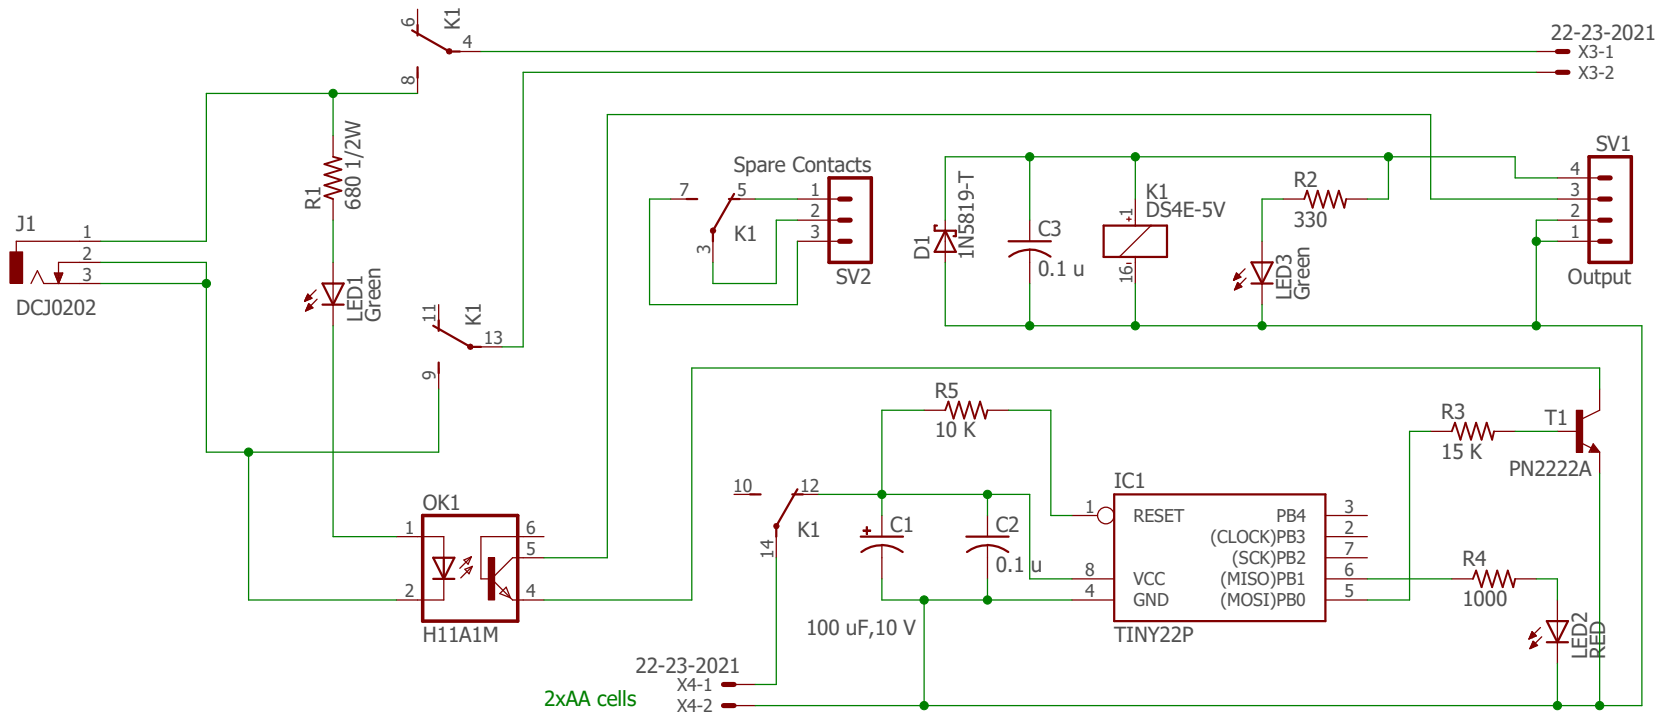 6
K1
4
8
22-23-2021
X3-1
X3-2
R1
680 1/2W
J1
1
2
3
DCJ0202
LED1
Green
Spare Contacts
7
5
3
K1
1
2
3
SV2
D1
1N5819-T
C3
0.1 u
K1
DS4E-5V
+1
16-
R2
330
LED3
Green
SV1
4
3
2
1
Output
11
K1
13
9
R5
10 K
R3
15 K
T1
PN2222A
OK1
1
2
6
5
4
H11A1M
10
12
K1
14
+
C1
C2
0.1 u
100 uF,10 V
IC1
1
RESET
8
VCC
4
GND
PB4
3
(CLOCK)PB3
2
(SCK)PB2
7
(MISO)PB1
6
(MOSI)PB0
5
TINY22P
R4
1000
LED2
RED
22-23-2021
X4-1
2xAA cells
X4-2